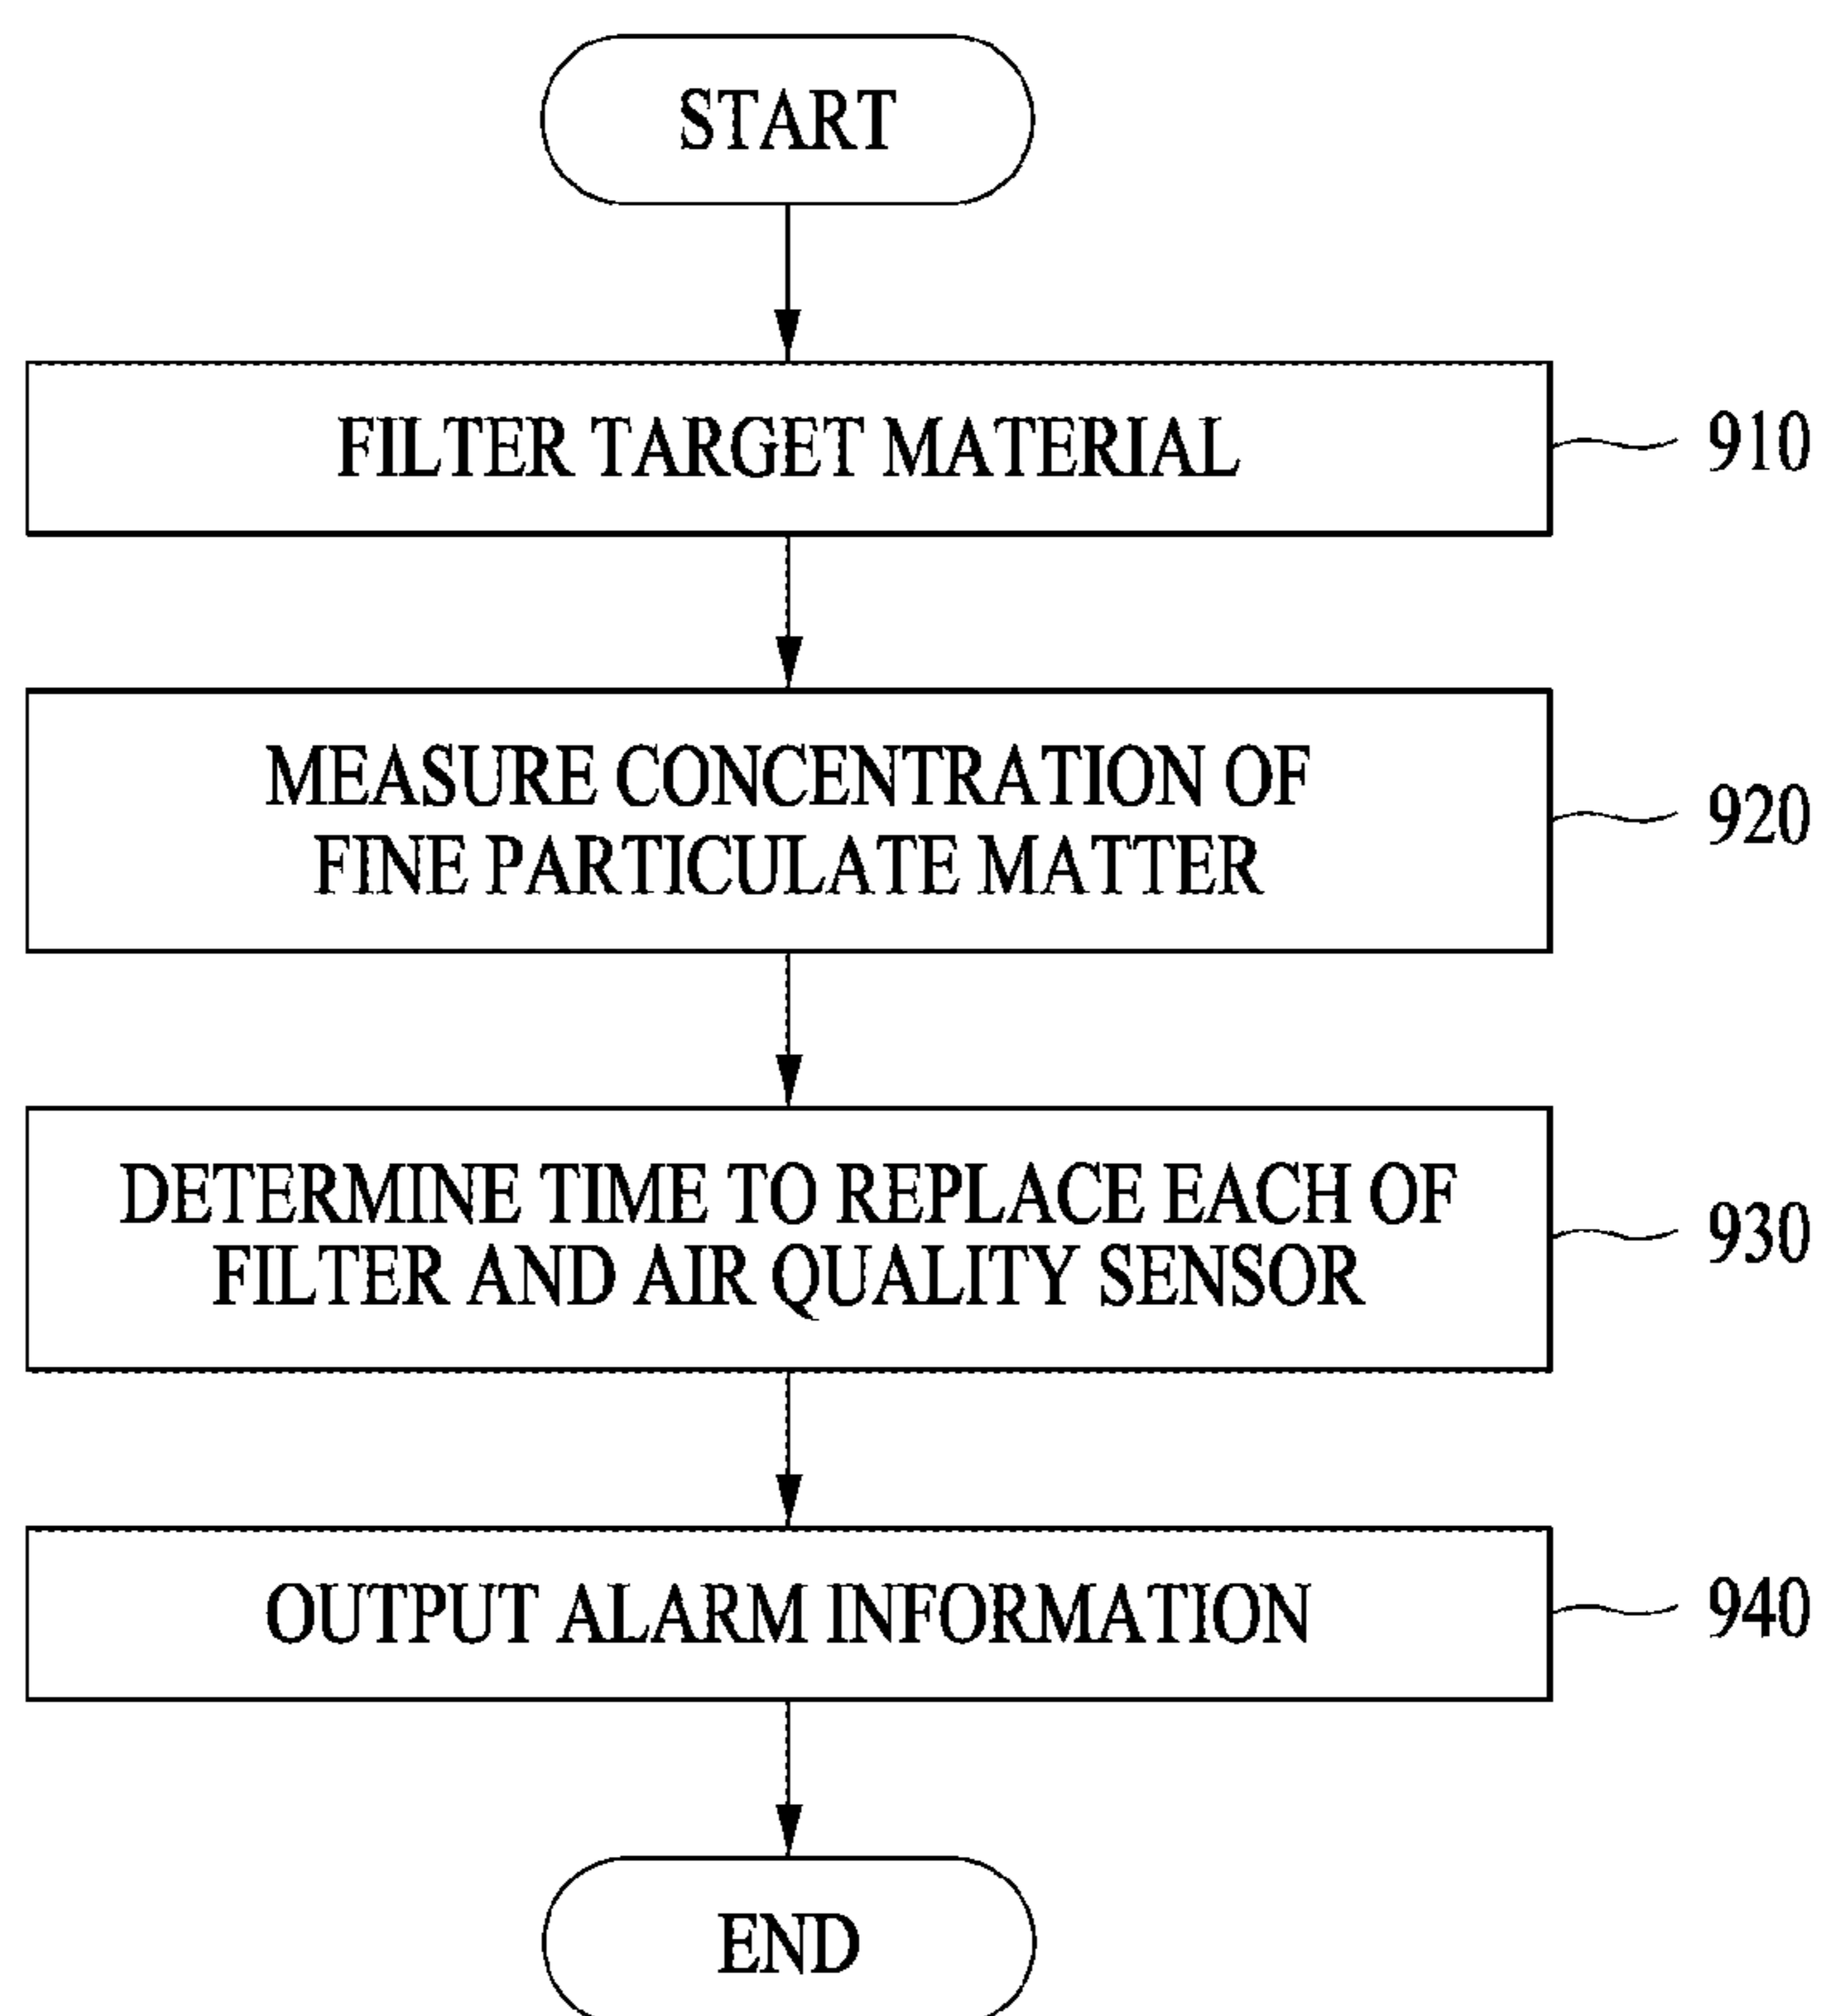 START
FILTER TARGET MATERIAL
910
MEASURE CONCENTRATION OF
FINE PARTICULATE MATTER
920
DETERMINE TIME TO REPLACE EACH OF
FILTER AND AIR QUALITY SENSOR
930
OUTPUT ALARM INFORMATION
940
END